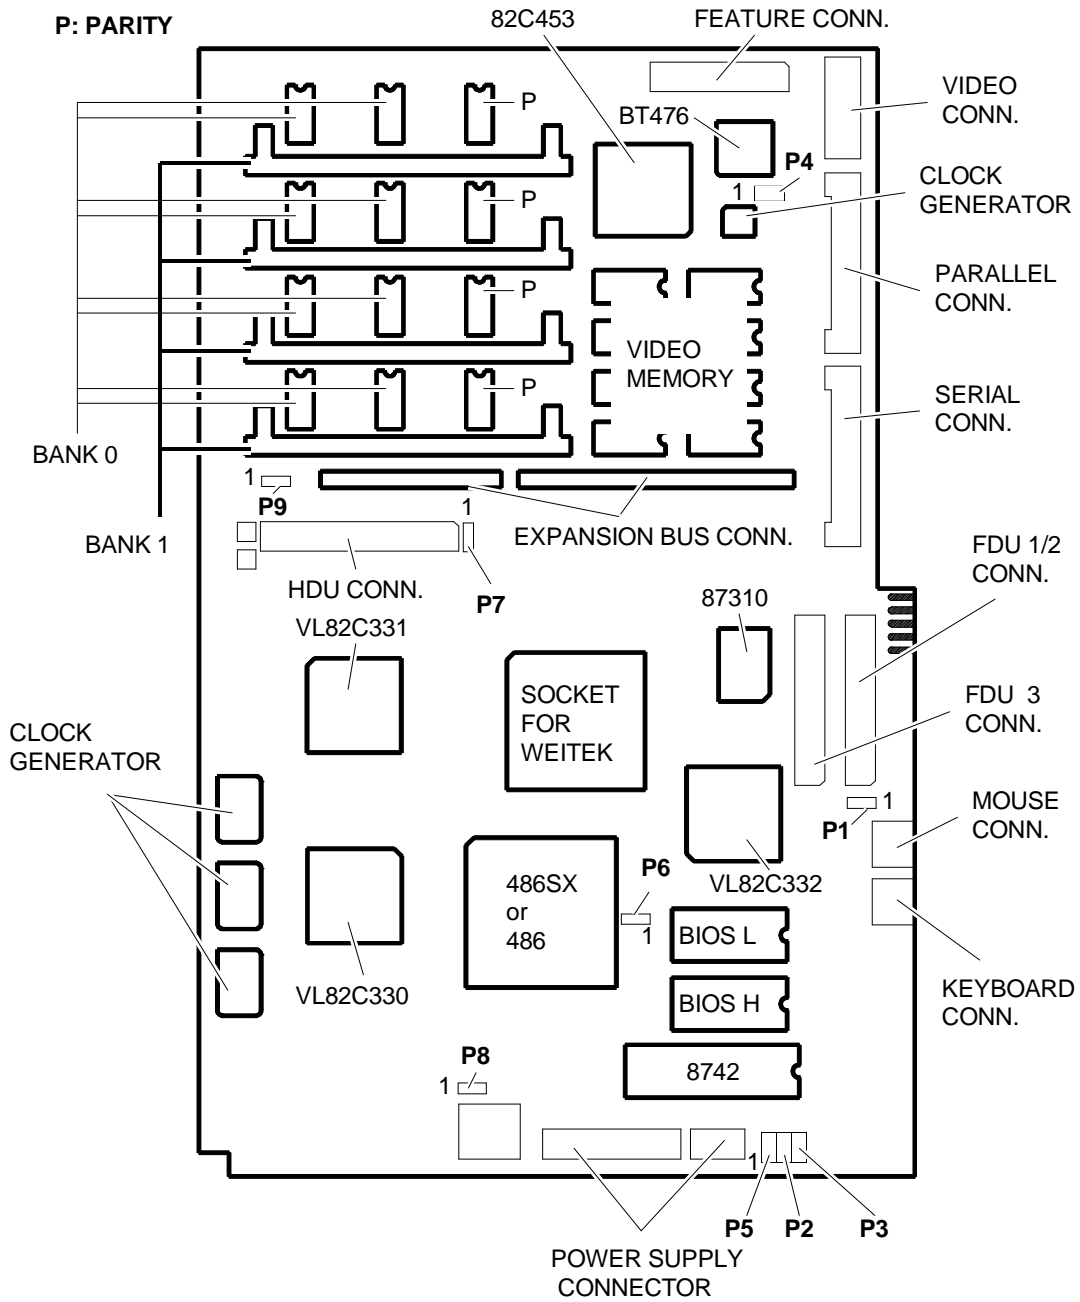 P: PARITY
82C453
FEATURE CONN.
VIDEO
CONN.
P
BT476
P4
1
CLOCK
GENERATOR
P
PARALLEL
CONN.
P
VIDEO
MEMORY
P
SERIAL
CONN.
BANK 0
1
P9
1
EXPANSION BUS CONN.
BANK 1
FDU 1/2
CONN.
HDU CONN.
P7
87310
VL82C331
SOCKET
FOR
WEITEK
FDU 3
CONN.
CLOCK
GENERATOR
1
P1
MOUSE
CONN.
P6
1
VL82C332
486SX
or
486
BIOS L
VL82C330
BIOS H
KEYBOARD
CONN.
P8
1
8742
1
P5
P2
P3
POWER SUPPLY
CONNECTOR